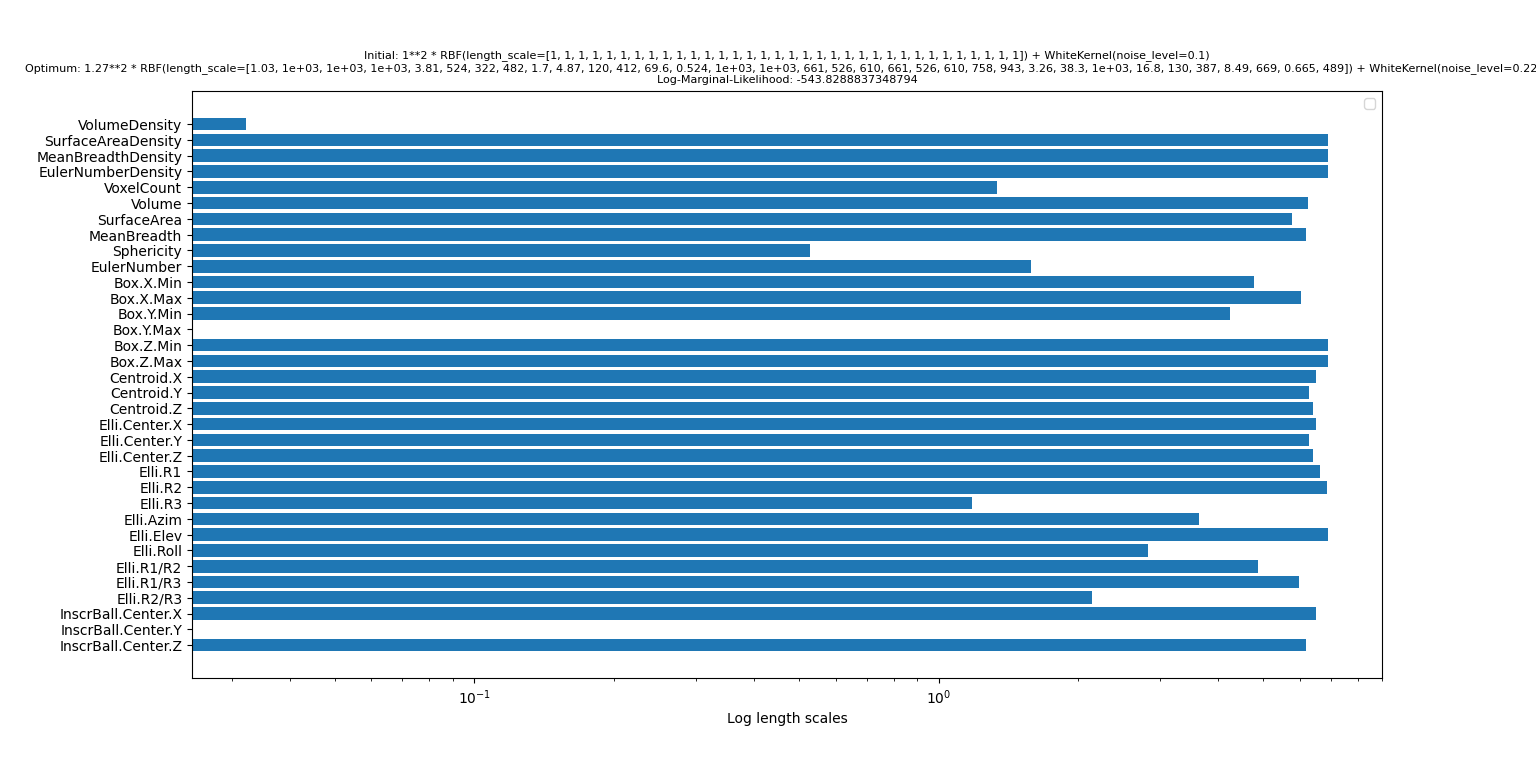 Initial: 1**2 * RBF(length_scale=[1, 1, 1, 1, 1, 1, 1, 1, 1, 1, 1, 1, 1, 1, 1, 1, 1, 1, 1, 1, 1, 1, 1, 1, 1, 1, 1, 1, 1, 1, 1, 1, 1, 1]) + WhiteKernel(noise_level=0.1)
Optimum: 1.27**2 * RBF(length_scale=[1.03, 1e+03, 1e+03, 1e+03, 3.81, 524, 322, 482, 1.7, 4.87, 120, 412, 69.6, 0.524, 1e+03, 1e+03, 661, 526, 610, 661, 526, 610, 758, 943, 3.26, 38.3, 1e+03, 16.8, 130, 387, 8.49, 669, 0.665, 489]) + WhiteKernel(noise_level=0.22
Log-Marginal-Likelihood: -543.8288837348794
VolumeDensity
SurfaceAreaDensity
MeanBreadthDensity
EulerNumberDensity
VoxelCount
Volume
SurfaceArea
MeanBreadth
Sphericity
EulerNumber
Box.X.Min
Box.X.Max
Box.Y.Min
Box.Y.Max
Box.Z.Min
Box.Z.Max
Centroid.X
Centroid.Y
Centroid.Z
Elli.Center.X
Elli.Center.Y
Elli.Center.Z
Elli.R1
Elli.R2
Elli.R3
Elli.Azim
Elli.Elev
Elli.Roll
Elli.R1/R2
Elli.R1/R3
Elli.R2/R3
InscrBall.Center.X
InscrBall.Center.Y
InscrBall.Center.Z
10⁻¹ 10⁰
Log length scales